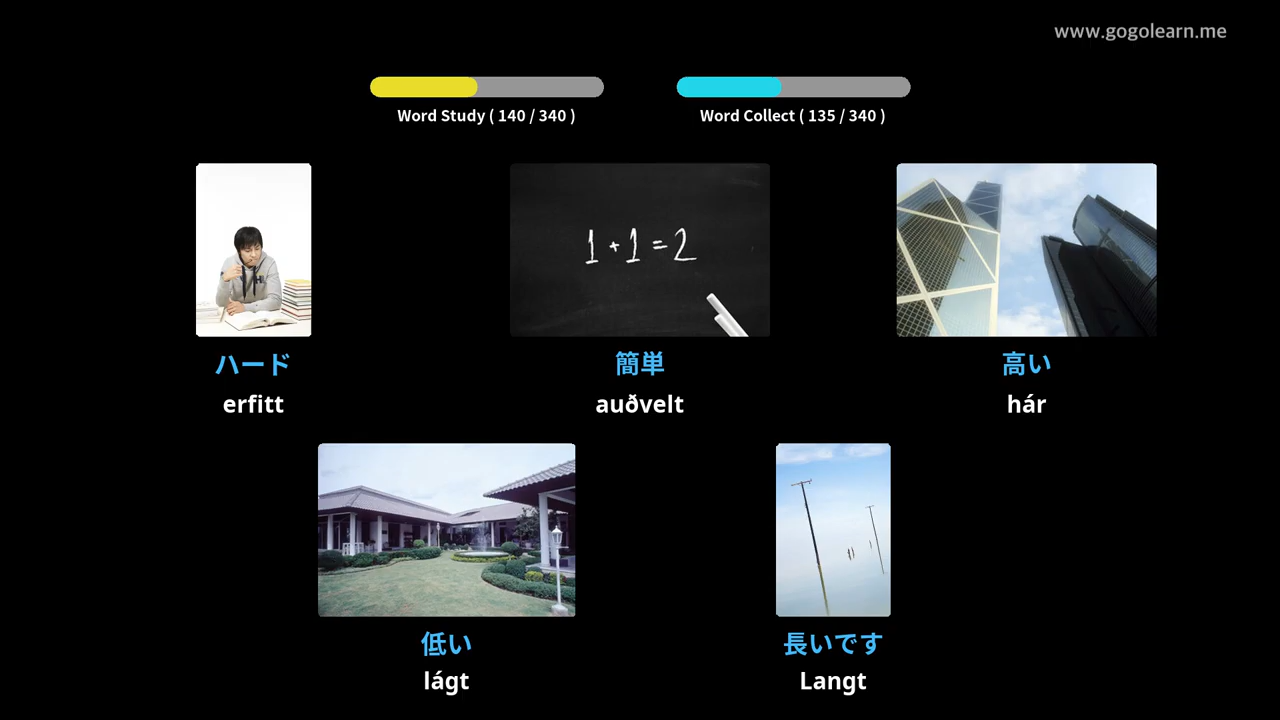 www.gogolearn.me
Word Study ( 140 / 340 )
Word Collect ( 135 / 340 )
1 + 1 = 2
ハード
erfitt
簡単
auðvelt
高い
hár
低い
lágt
長いです
Langt